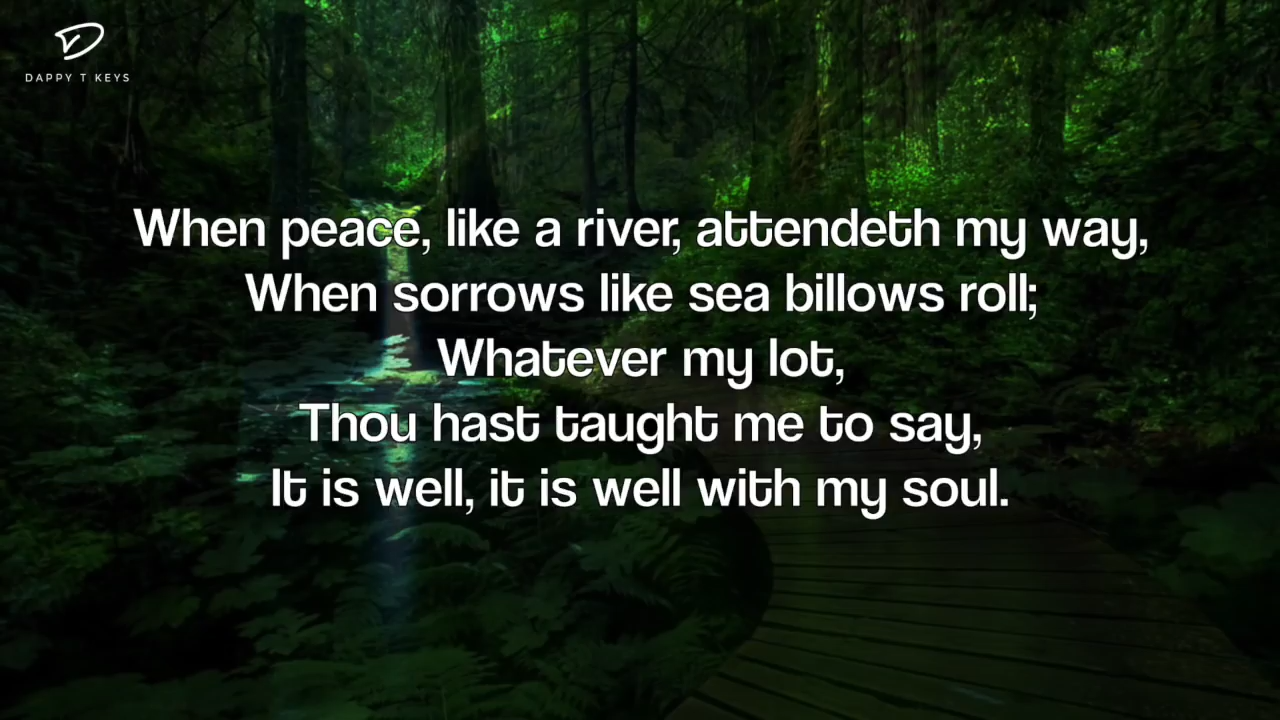 DAPPY T KEYS
When peace, like a river, attendeth my way,
When sorrows like sea billows roll;
Whatever my lot,
Thou hast taught me to say,
It is well, it is well with my soul.